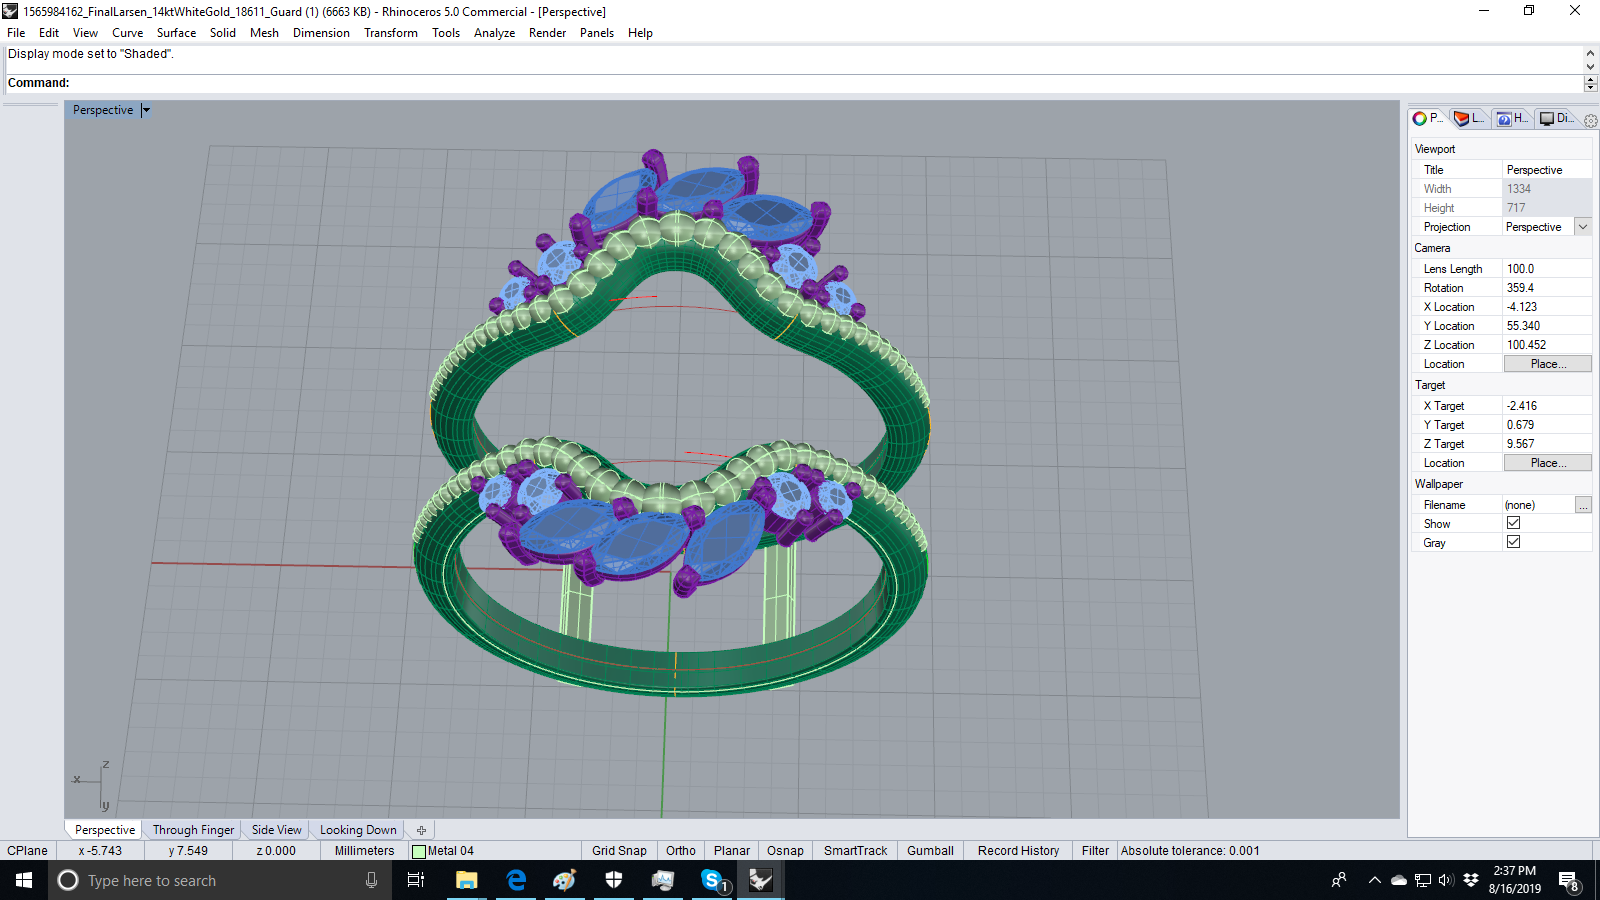 1565984162_FinalLarsen_14ktWhiteGold_18611_Guard (1) (6663 KB) - Rhinoceros 5.0 Commercial - [Perspective]
File Edit View Curve Surface Solid Mesh Dimension Transform Tools Analyze Render Panels Help
Display mode set to "Shaded".
Command:
Perspective
P... L... H... Di...
Viewport
Title Perspective
Width 1334
Height 717
Projection Perspective
Camera
Lens Length 100.0
Rotation 359.4
X Location -4.123
Y Location 55.340
Z Location 100.452
Location Place...
Target
X Target -2.416
Y Target 0.679
Z Target 9.567
Location Place...
Wallpaper
Filename (none) ...
Show
Gray
z
x
y
Perspective Through Finger Side View Looking Down
CPlane x -5.743 y 7.549 z 0.000 Millimeters Metal 04 Grid Snap Ortho Planar Osnap SmartTrack Gumball Record History Filter Absolute tolerance: 0.001
Type here to search
1
2:37 PM
8/16/2019
8